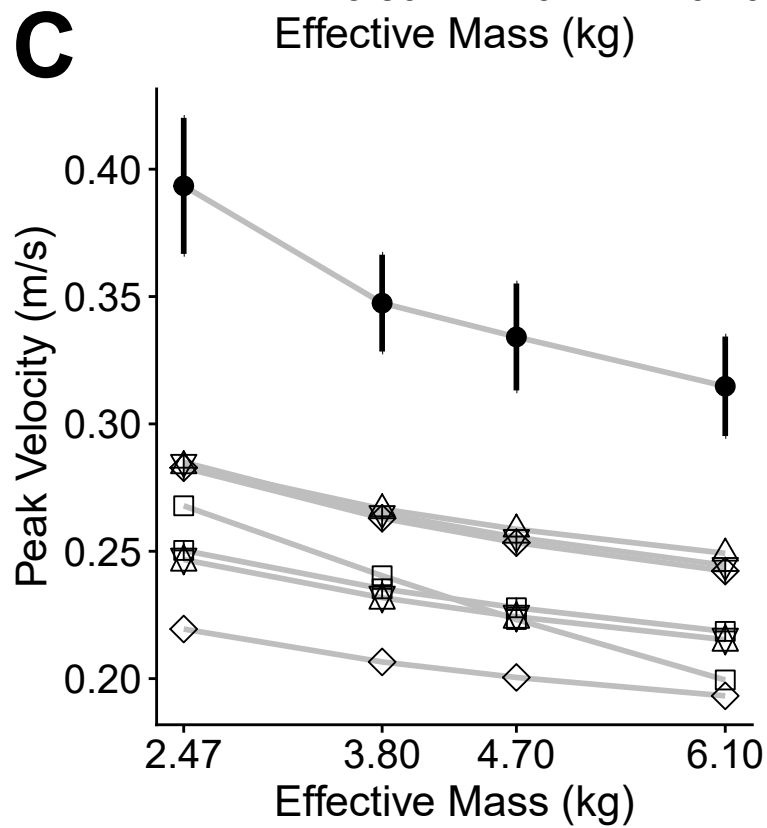 Effective Mass (kg)
C
0.40
0.35
0.30
0.25
0.20
Peak Velocity (m/s)
2.47 3.80 4.70 6.10
Effective Mass (kg)